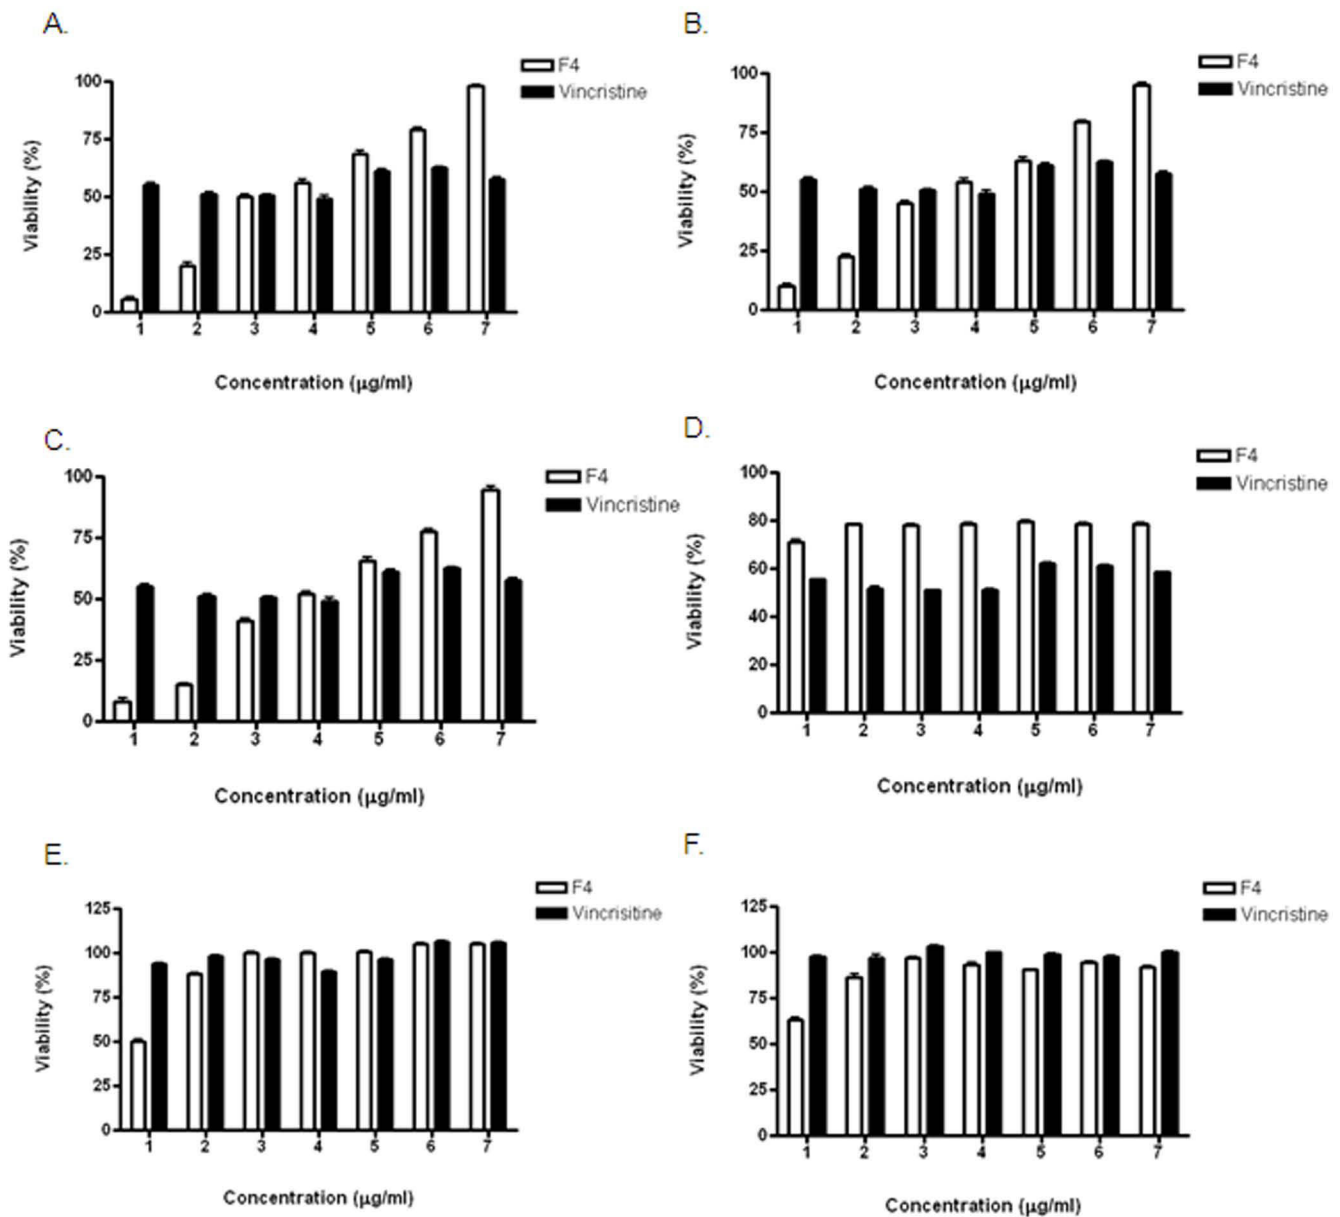 A.
F4
Vincristine
100
75
50
25
0
Viability (%)
1 2 3 4 5 6 7
Concentration (μg/ml)
B.
F4
Vincristine
100
75
50
25
0
Viability (%)
1 2 3 4 5 6 7
Concentration (μg/ml)
C.
F4
Vincristine
100
75
50
25
0
Viability (%)
1 2 3 4 5 6 7
Concentration (μg/ml)
D.
F4
Vincristine
100
80
60
40
20
0
Viability (%)
1 2 3 4 5 6 7
Concentration (μg/ml)
E.
F4
Vincrisitine
125
100
75
50
25
0
Viability (%)
1 2 3 4 5 6 7
Concentration (μg/ml)
F.
F4
Vincristine
125
100
75
50
25
0
Viability (%)
1 2 3 4 5 6 7
Concentration (μg/ml)